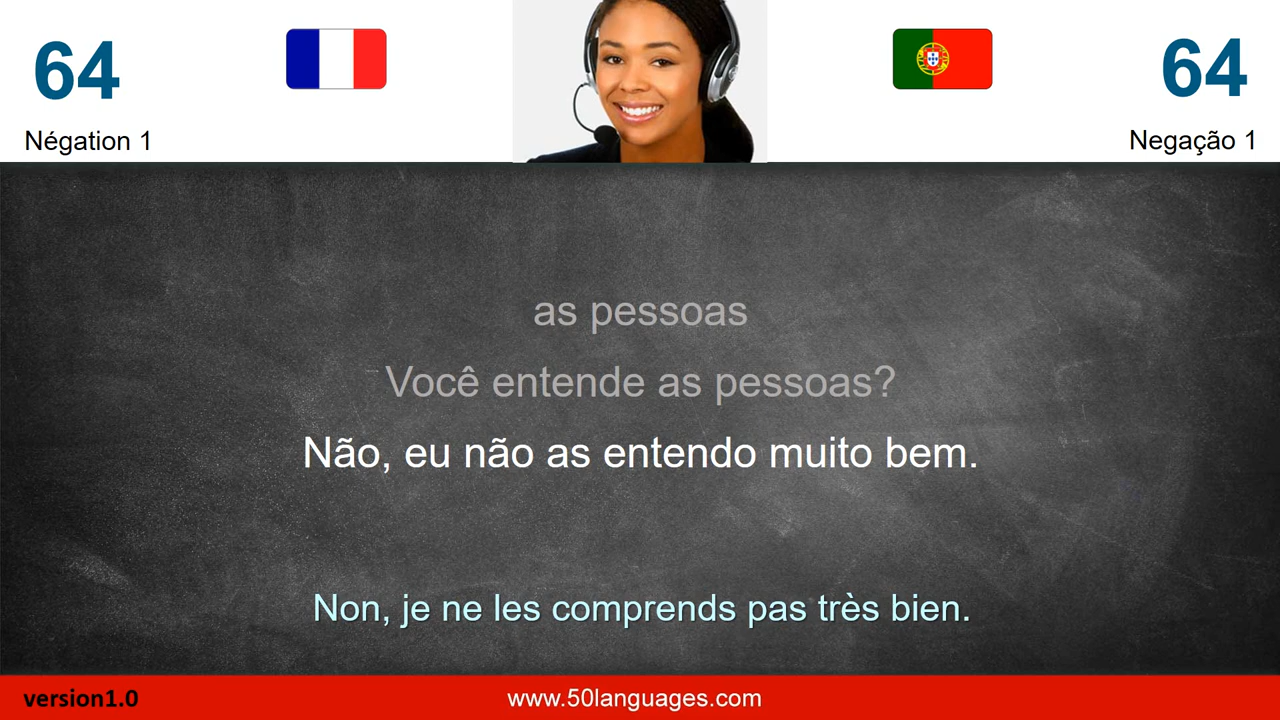 64
64
Négation 1
Negação 1
as pessoas
Você entende as pessoas?
Não, eu não as entendo muito bem.
Non, je ne les comprends pas très bien.
version1.0
www.50languages.com